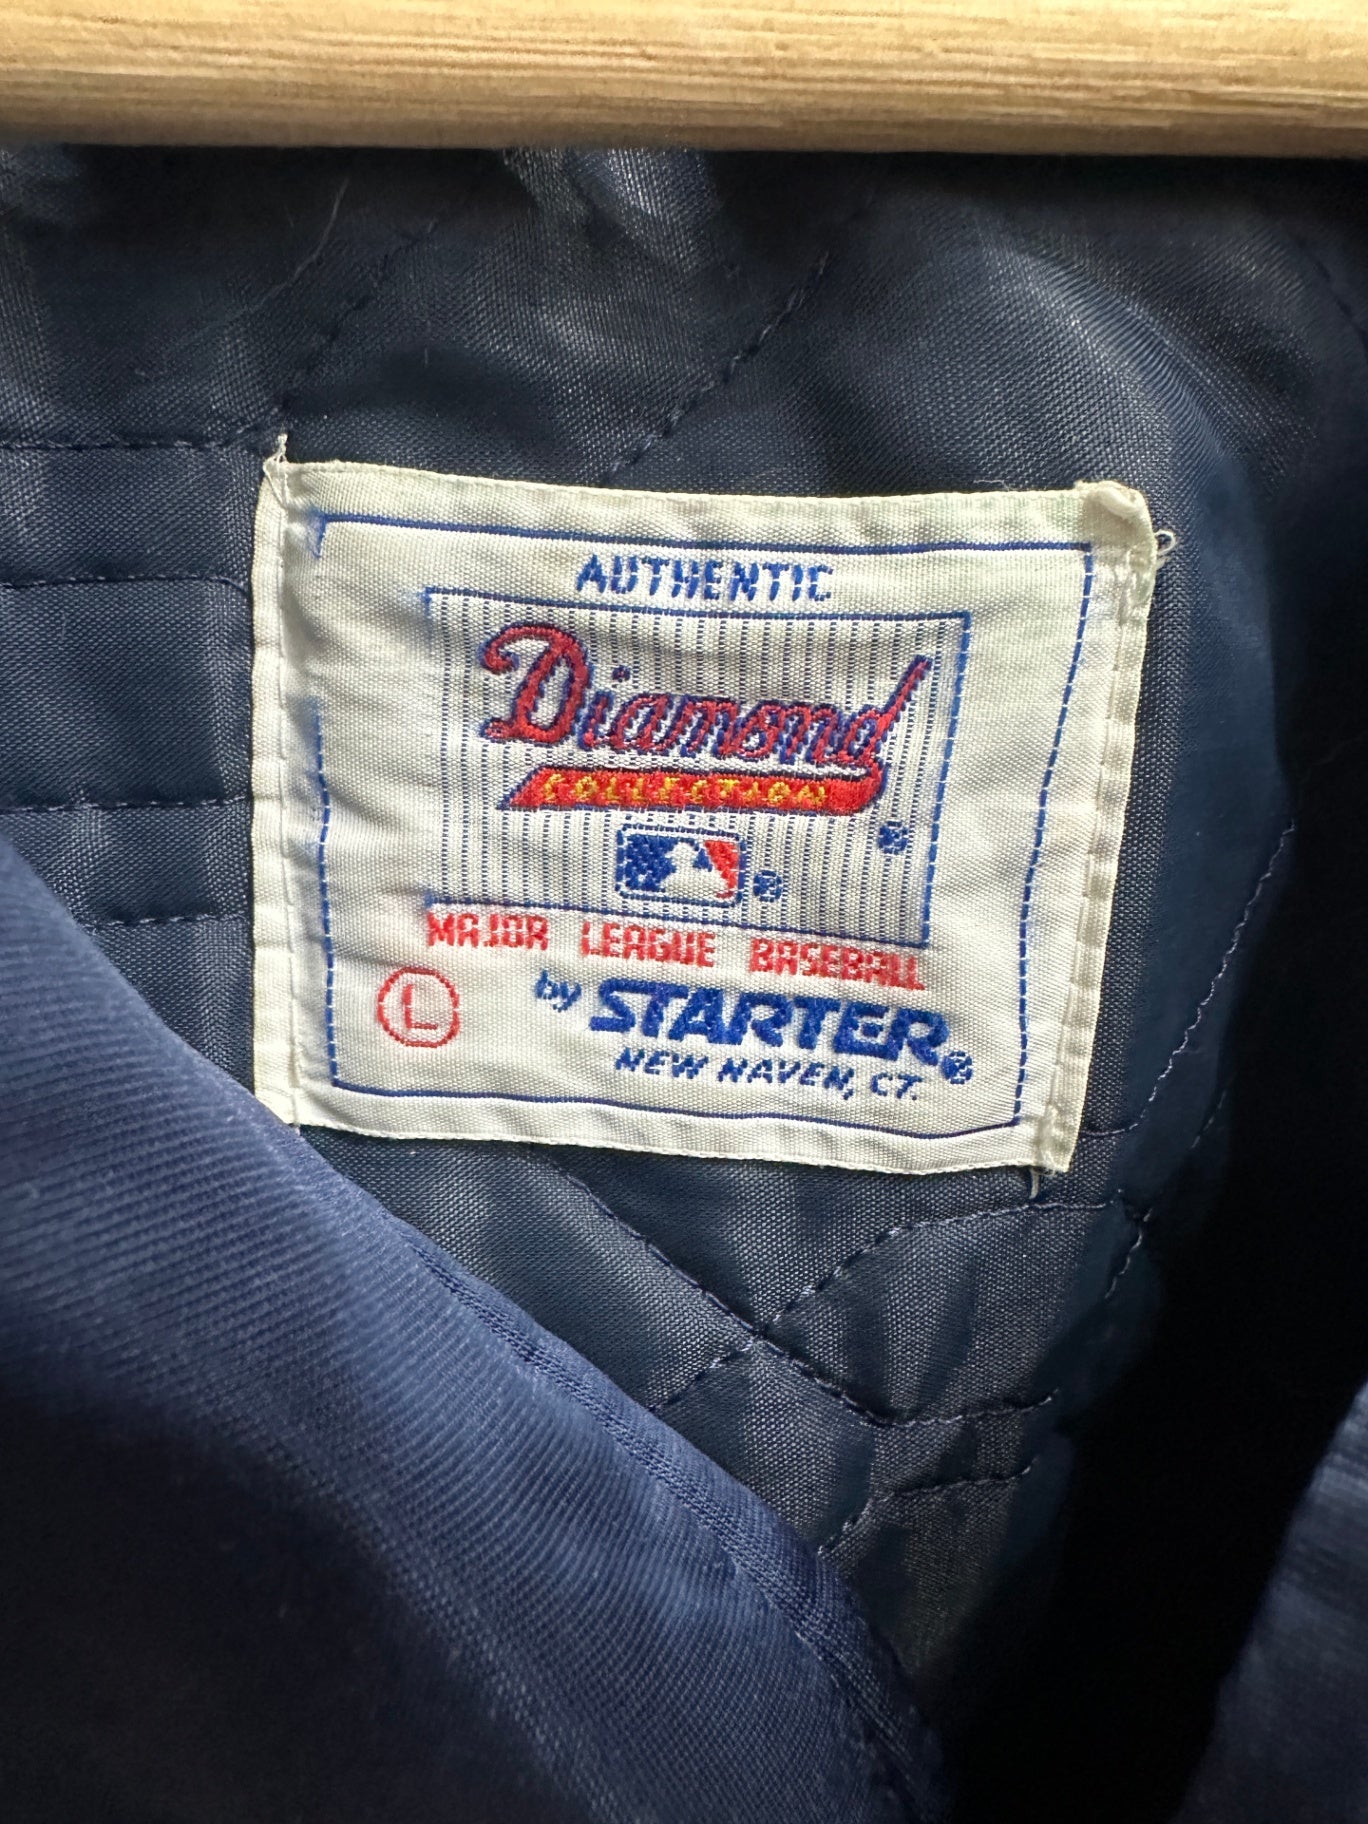 AUTHENTIC
Diamond
COLLECTION
®
®
MAJOR LEAGUE BASEBALL
L
by STARTER®
NEW HAVEN, CT.